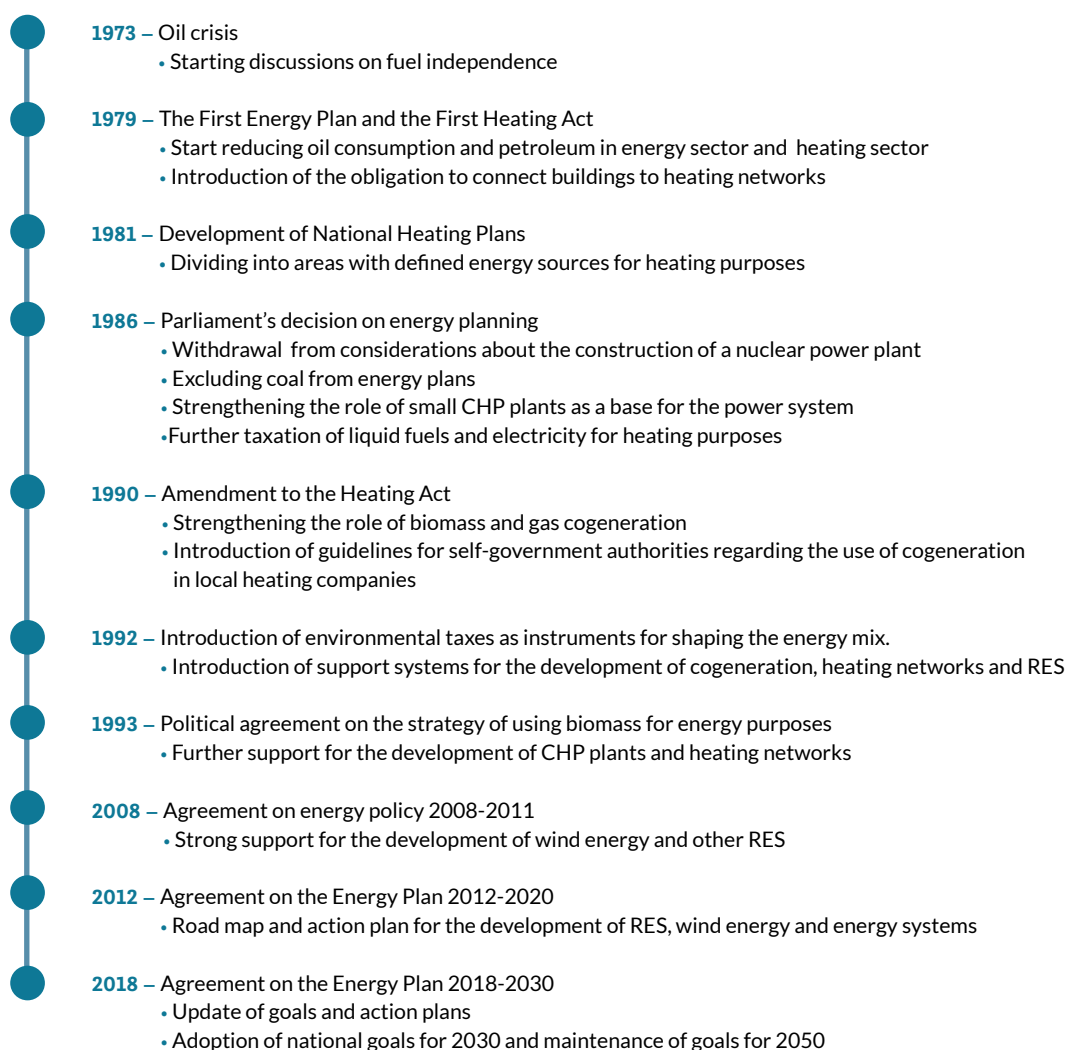 1973 – Oil crisis
• Starting discussions on fuel independence
1979 – The First Energy Plan and the First Heating Act
• Start reducing oil consumption and petroleum in energy sector and  heating sector
• Introduction of the obligation to connect buildings to heating networks
1981 – Development of National Heating Plans
• Dividing into areas with defined energy sources for heating purposes
1986 – Parliament’s decision on energy planning
• Withdrawal  from considerations about the construction of a nuclear power plant
• Excluding coal from energy plans
• Strengthening the role of small CHP plants as a base for the power system
•Further taxation of liquid fuels and electricity for heating purposes
1990 – Amendment to the Heating Act
• Strengthening the role of biomass and gas cogeneration
• Introduction of guidelines for self-government authorities regarding the use of cogeneration
in local heating companies
1992 – Introduction of environmental taxes as instruments for shaping the energy mix.
• Introduction of support systems for the development of cogeneration, heating networks and RES
1993 – Political agreement on the strategy of using biomass for energy purposes
• Further support for the development of CHP plants and heating networks
2008 – Agreement on energy policy 2008-2011
• Strong support for the development of wind energy and other RES
2012 – Agreement on the Energy Plan 2012-2020
• Road map and action plan for the development of RES, wind energy and energy systems
2018 – Agreement on the Energy Plan 2018-2030
• Update of goals and action plans
• Adoption of national goals for 2030 and maintenance of goals for 2050